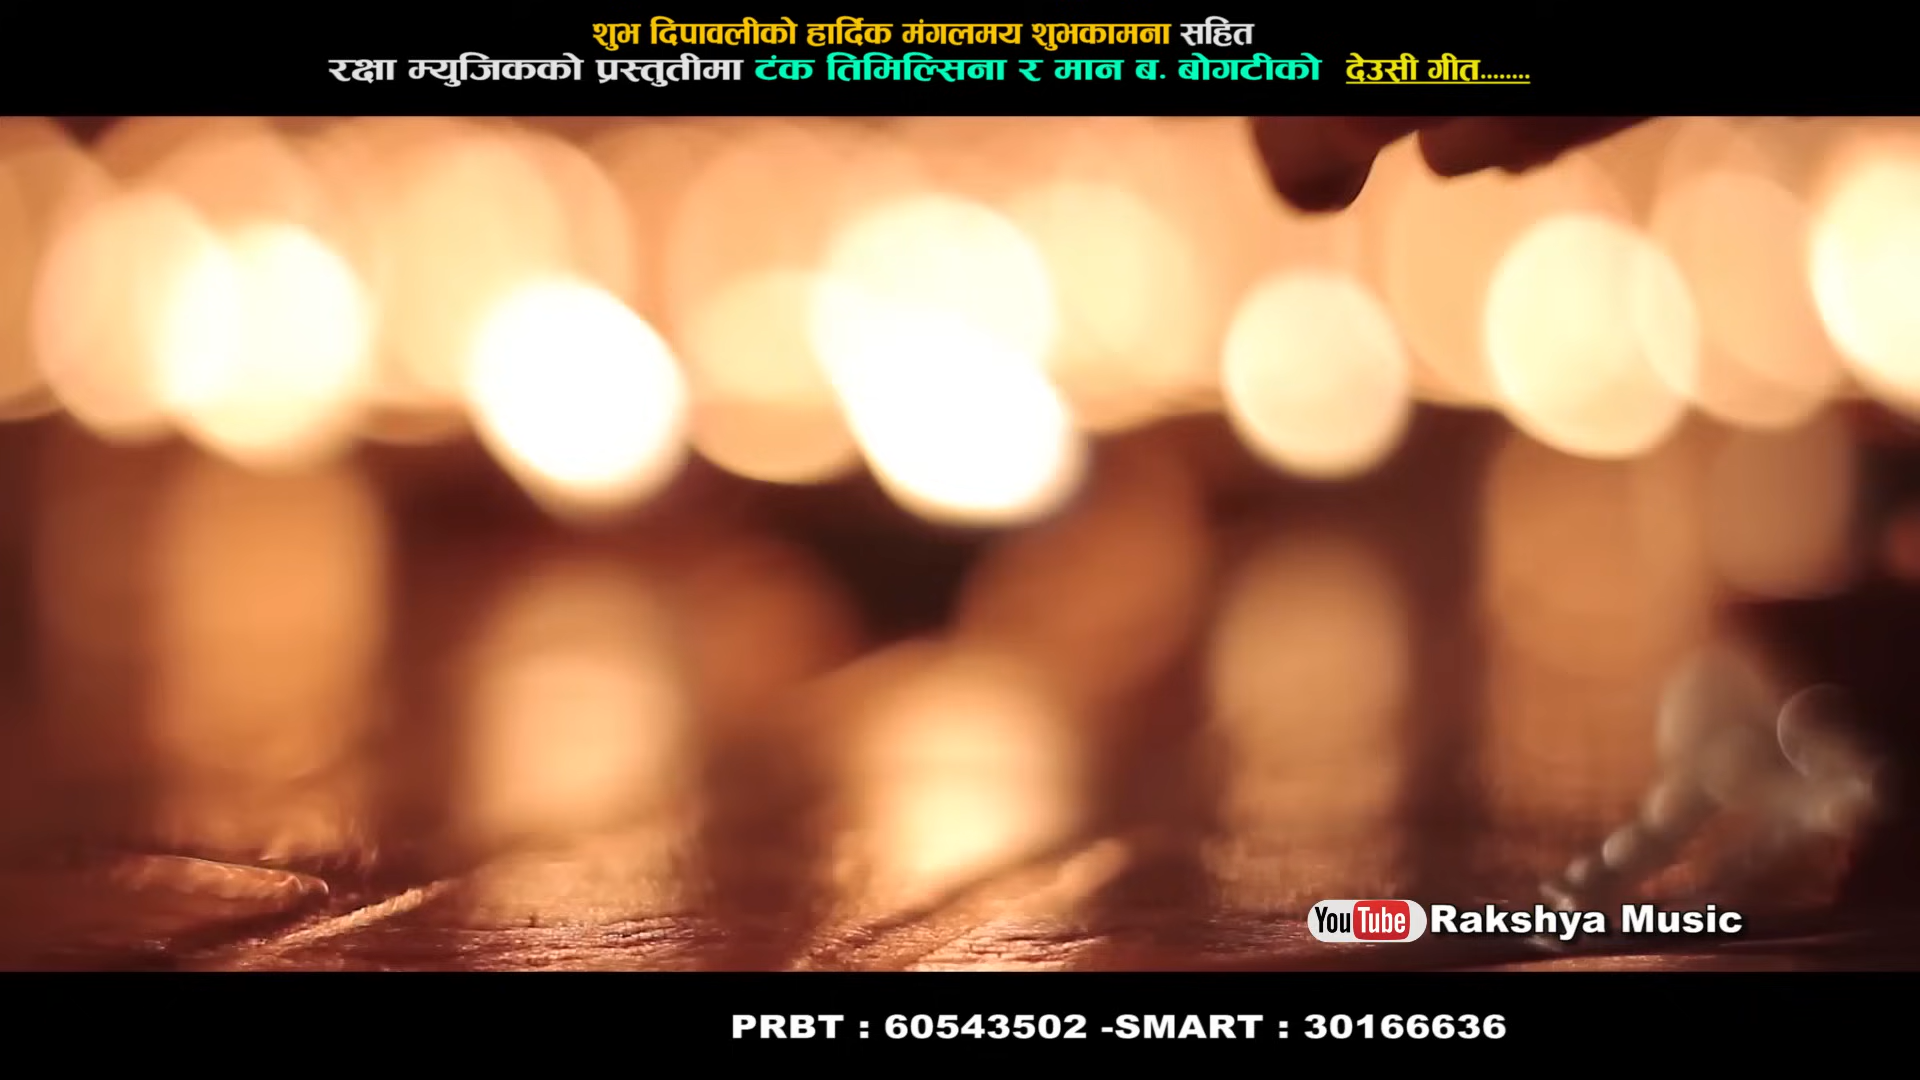 शुभ दिपावलीको हार्दिक मंगलमय शुभकामना सहित
रक्षा म्युजिकको प्रस्तुतीमा टंक तिमिल्सिना र मान ब. बोगटीको देउसी गीत........
YouTube Rakshya Music
PRBT : 60543502 -SMART : 30166636